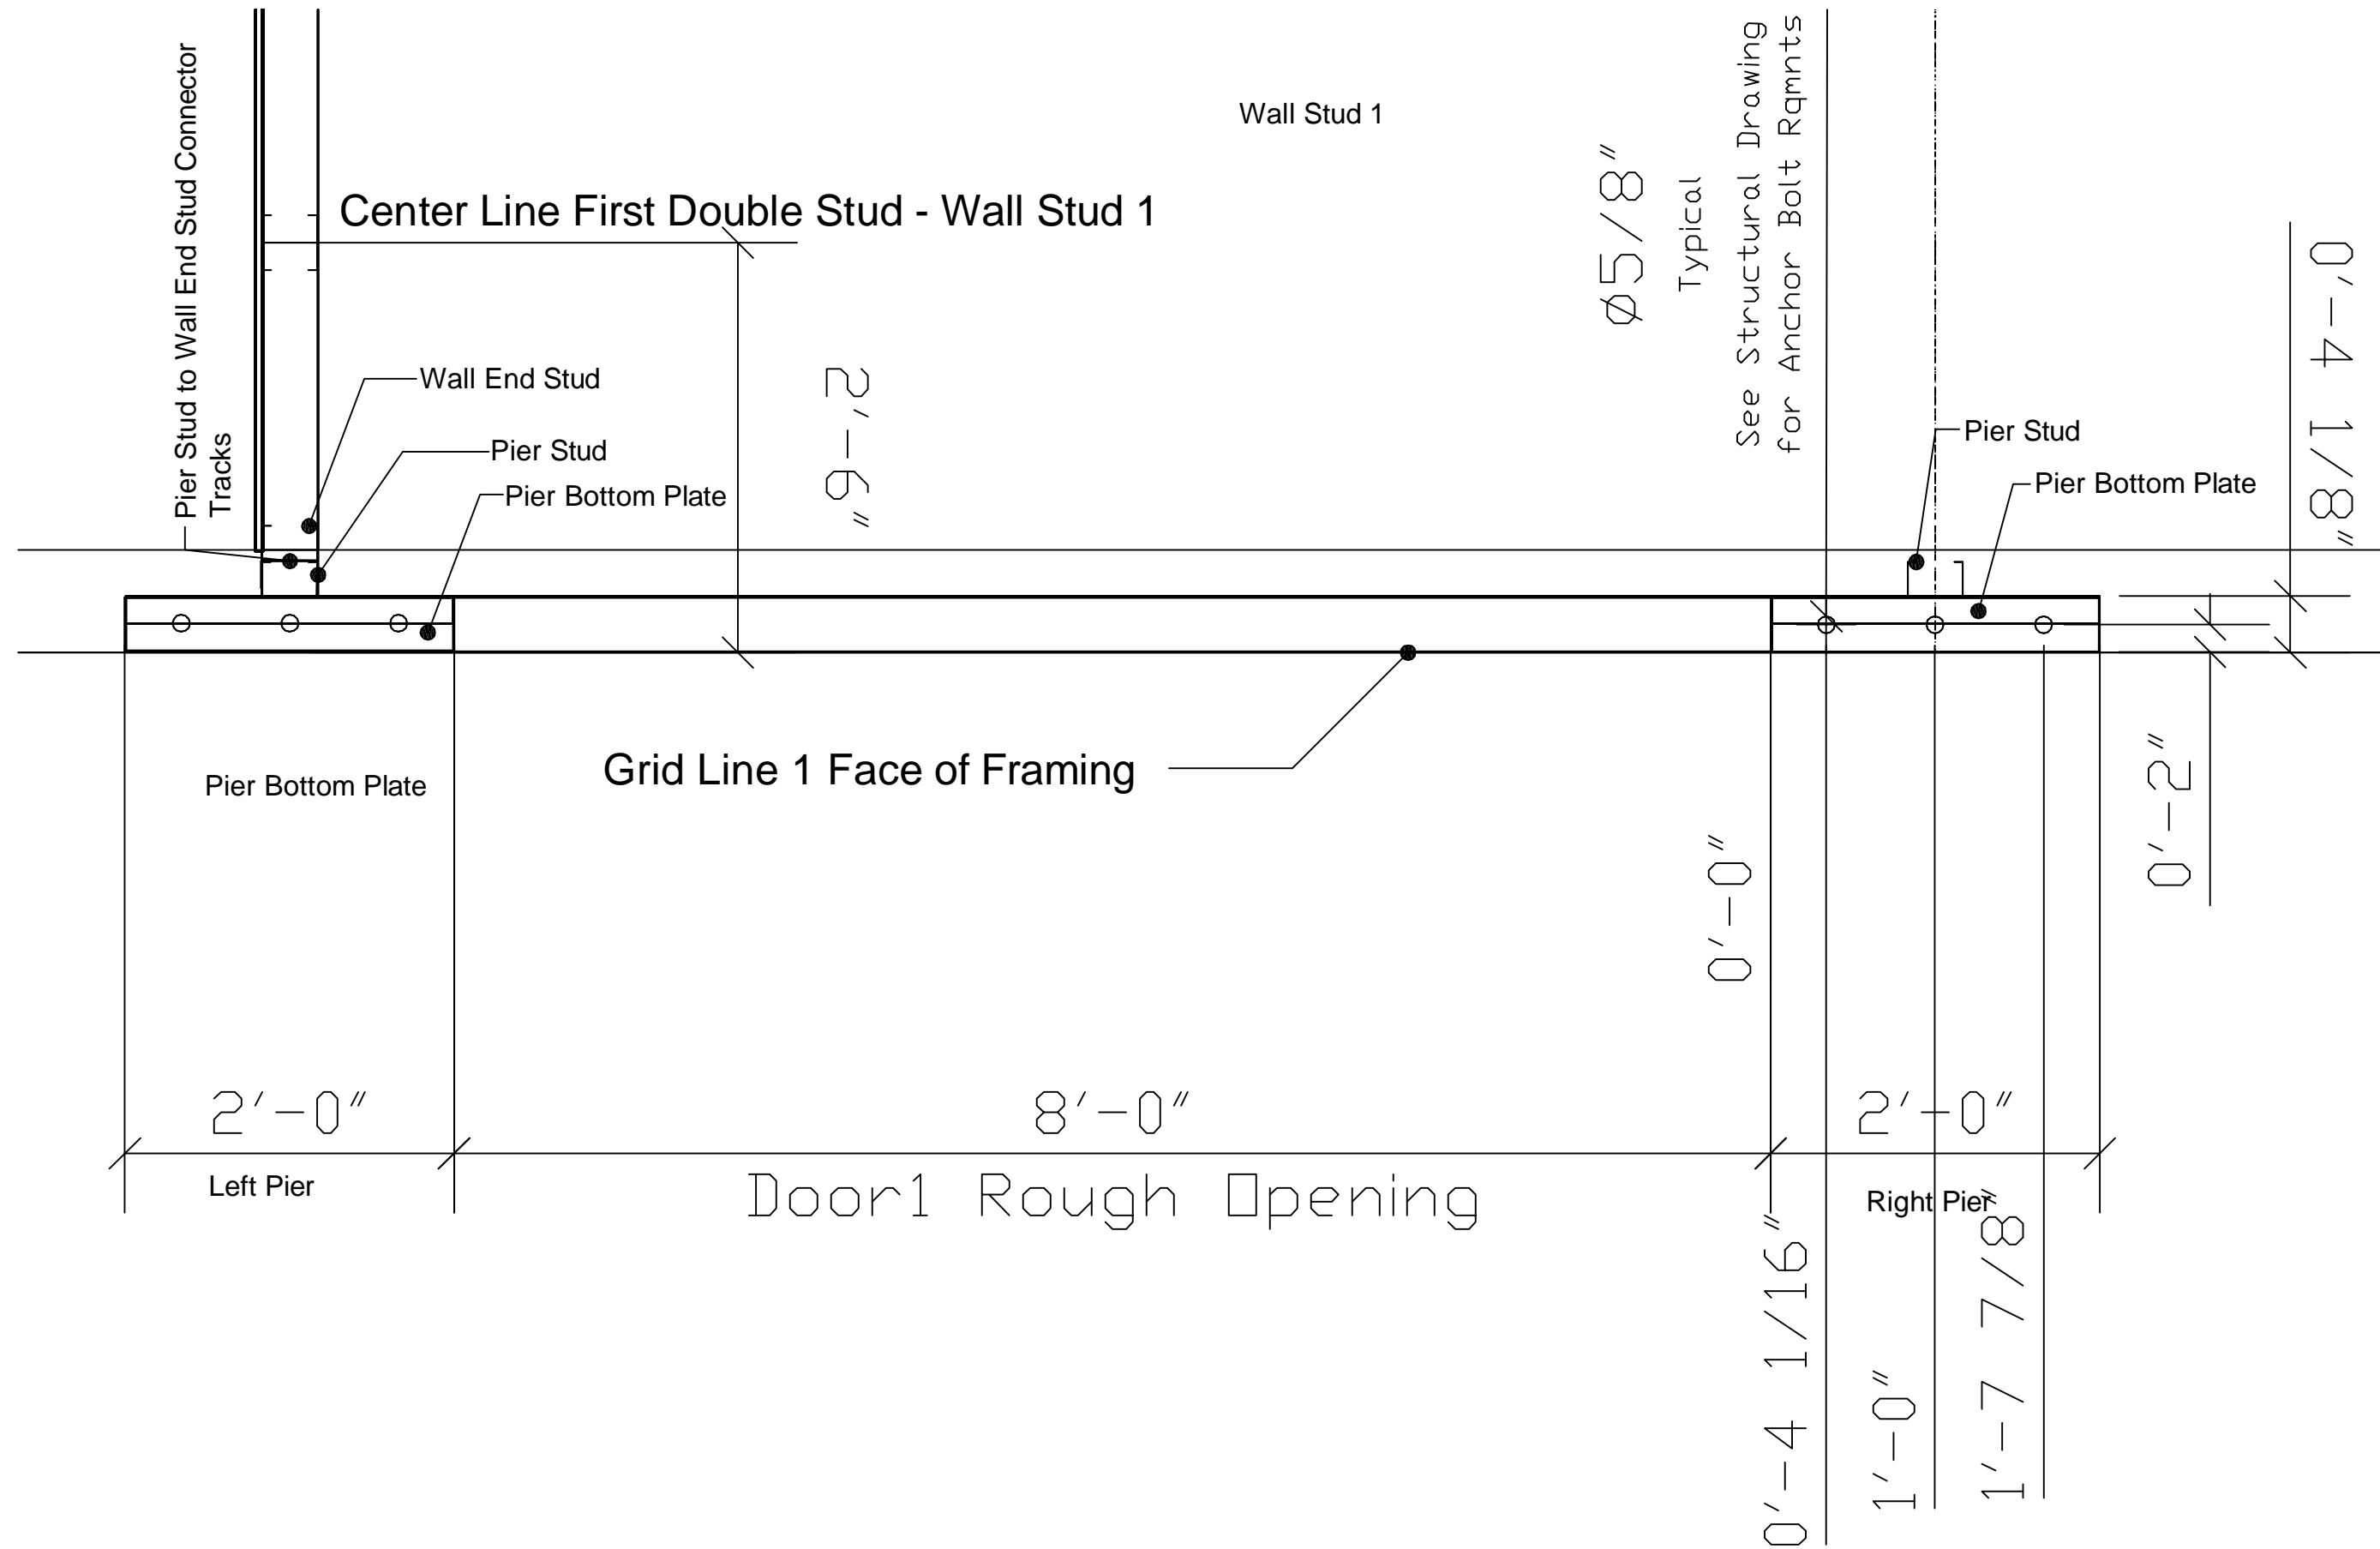 Pier Stud to Wall End Stud Connector
Tracks
Wall Stud 1
Center Line First Double Stud - Wall Stud 1
Wall End Stud
Pier Stud
Pier Bottom Plate
2'-6"
Ø5/8"
Typical
See Structural Drawing
for Anchor Bolt Rqmnts
Pier Stud
Pier Bottom Plate
0'-4 1/8"
0'-2"
Grid Line 1 Face of Framing
Pier Bottom Plate
0'-0"
2'-0"
8'-0"
2'-0"
Left Pier
Door1 Rough Opening
Right Pier
0'-4 1/16"
1'-0"
1'-7 7/8"